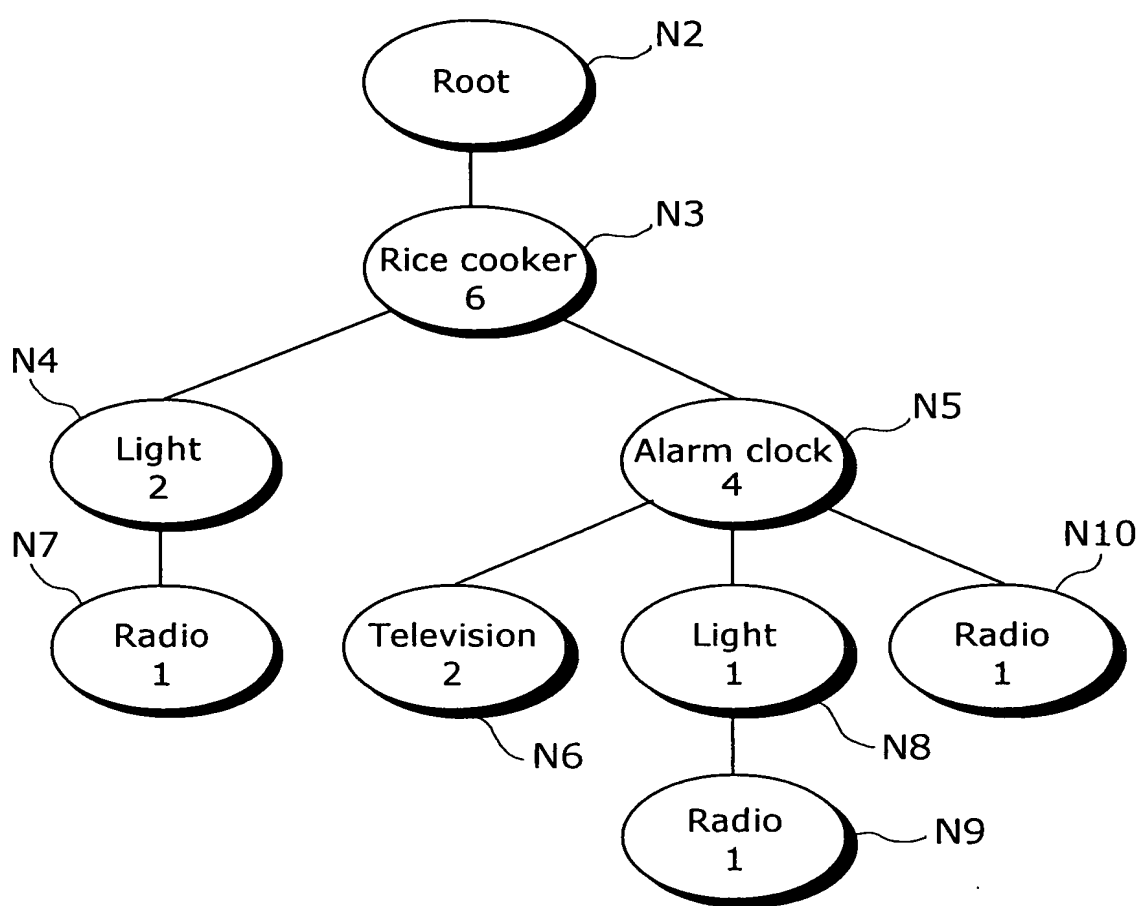 N2
Root
N3
Rice cooker
6
N4
Light
2
N5
Alarm clock
4
N7
Radio
1
Television
2
N6
Light
1
N8
N10
Radio
1
Radio
1
N9